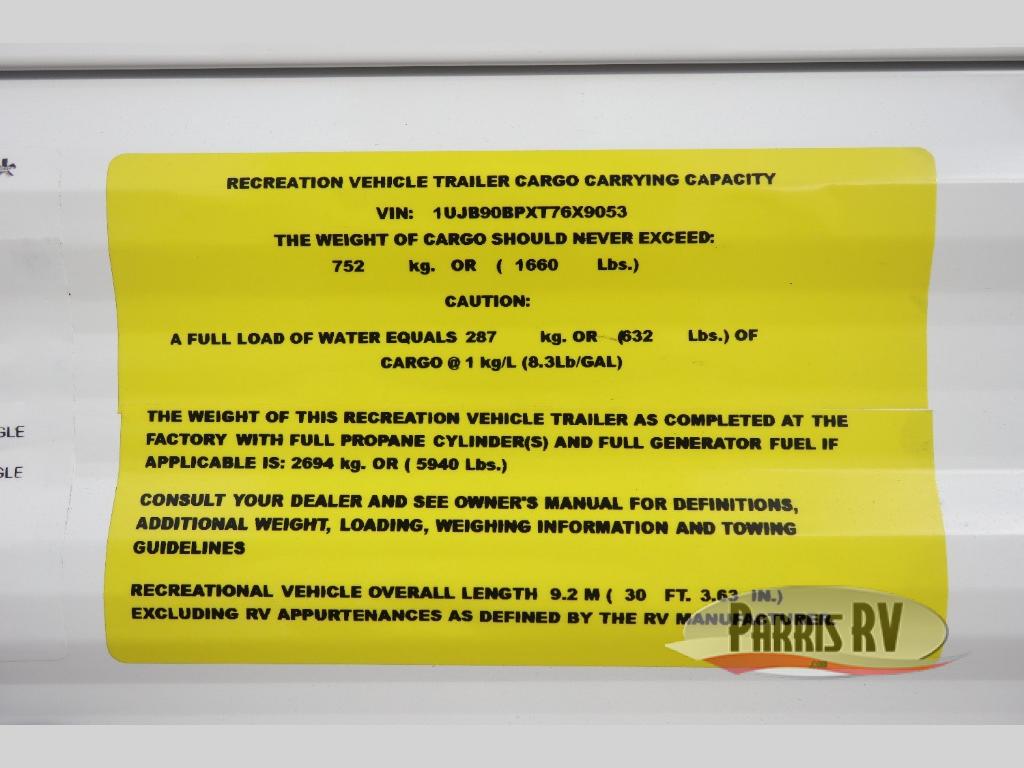 *
RECREATION VEHICLE TRAILER CARGO CARRYING CAPACITY
VIN: 1UJB90BPXT76X9053
THE WEIGHT OF CARGO SHOULD NEVER EXCEED:
752 kg. OR ( 1660 Lbs.)
CAUTION:
A FULL LOAD OF WATER EQUALS 287 kg. OR (632 Lbs.) OF
CARGO @ 1 kg/L (8.3Lb/GAL)
THE WEIGHT OF THIS RECREATION VEHICLE TRAILER AS COMPLETED AT THE
FACTORY WITH FULL PROPANE CYLINDER(S) AND FULL GENERATOR FUEL IF
APPLICABLE IS: 2694 kg. OR ( 5940 Lbs.)
GLE
GLE
CONSULT YOUR DEALER AND SEE OWNER'S MANUAL FOR DEFINITIONS,
ADDITIONAL WEIGHT, LOADING, WEIGHING INFORMATION AND TOWING
GUIDELINES
RECREATIONAL VEHICLE OVERALL LENGTH 9.2 M ( 30 FT. 3.63 IN.)
EXCLUDING RV APPURTENANCES AS DEFINED BY THE RV MANUFACTURER.
PARRIS RV
.com